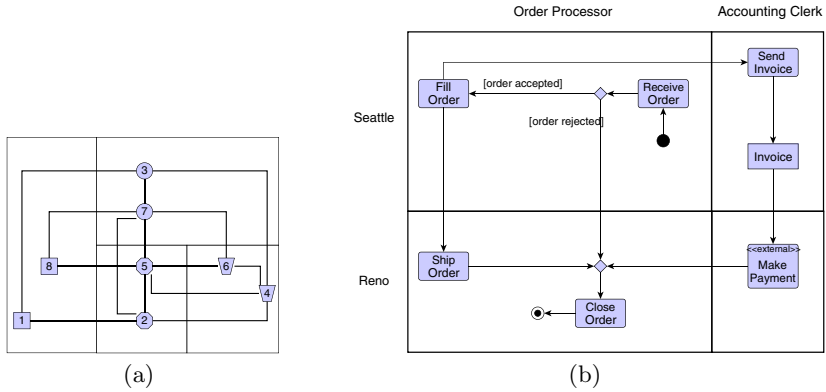 Order Processor
Accounting Clerk
Send
Invoice
[order accepted]
Fill
Order
Receive
Order
Seattle
[order rejected]
Invoice
3
7
8
5
6
4
1
2
<<external>>
Ship
Order
Make
Payment
Reno
Close
Order
(a)
(b)